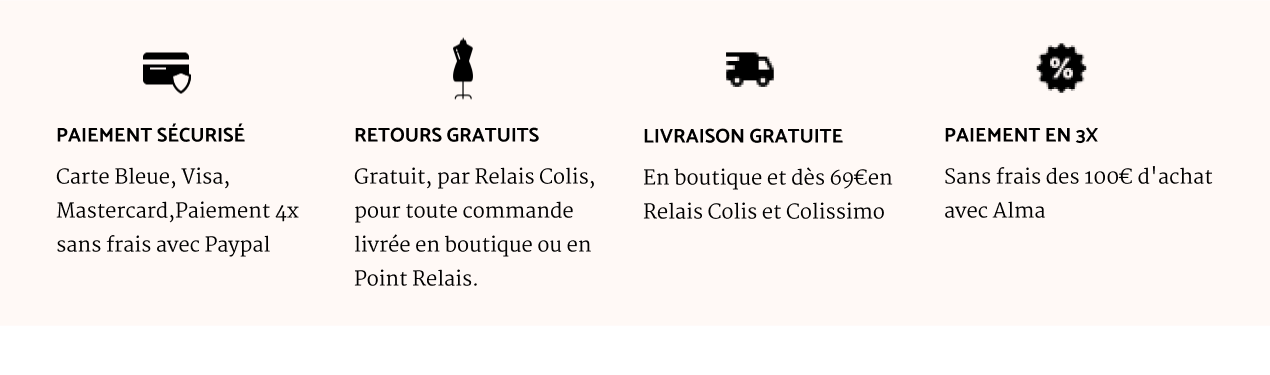 PAIEMENT SÉCURISÉ
Carte Bleue, Visa,
Mastercard,Paiement 4x
sans frais avec Paypal
RETOURS GRATUITS
Gratuit, par Relais Colis,
pour toute commande
livrée en boutique ou en
Point Relais.
LIVRAISON GRATUITE
En boutique et dès 69€en
Relais Colis et Colissimo
PAIEMENT EN 3X
Sans frais des 100€ d'achat
avec Alma